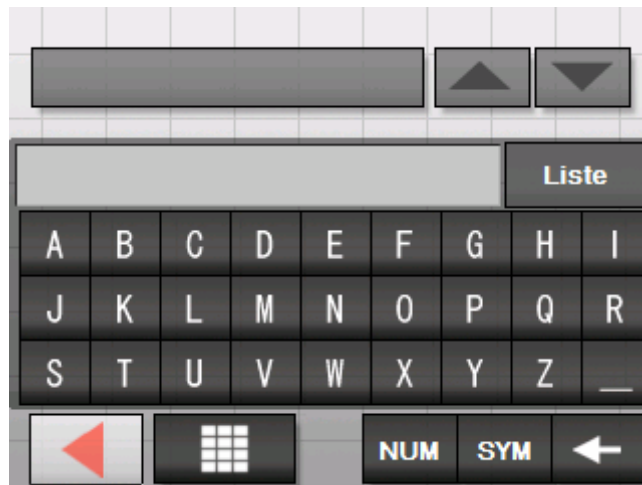 Liste
A B C D E F G H I
J K L M N O P Q R
S T U V W X Y Z _
NUM SYM